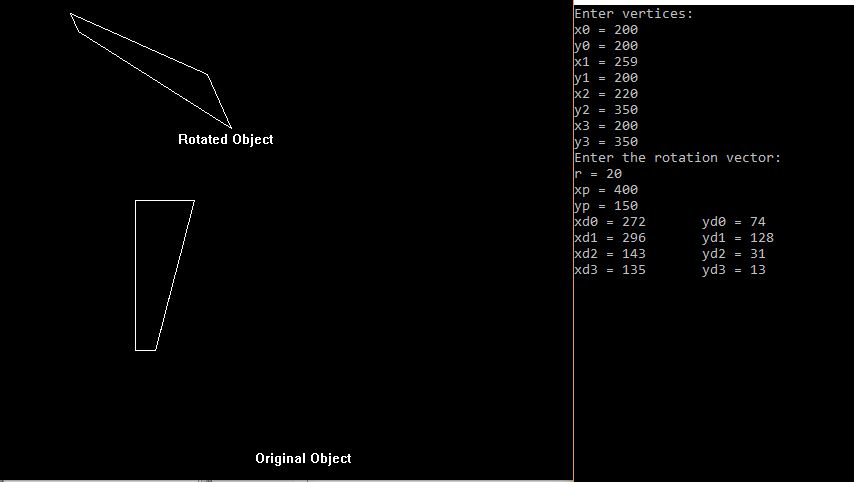 Rotated Object
Original Object
Enter vertices:
x0 = 200
y0 = 200
x1 = 259
y1 = 200
x2 = 220
y2 = 350
x3 = 200
y3 = 350
Enter the rotation vector:
r = 20
xp = 400
yp = 150
xd0 = 272 yd0 = 74
xd1 = 296 yd1 = 128
xd2 = 143 yd2 = 31
xd3 = 135 yd3 = 13